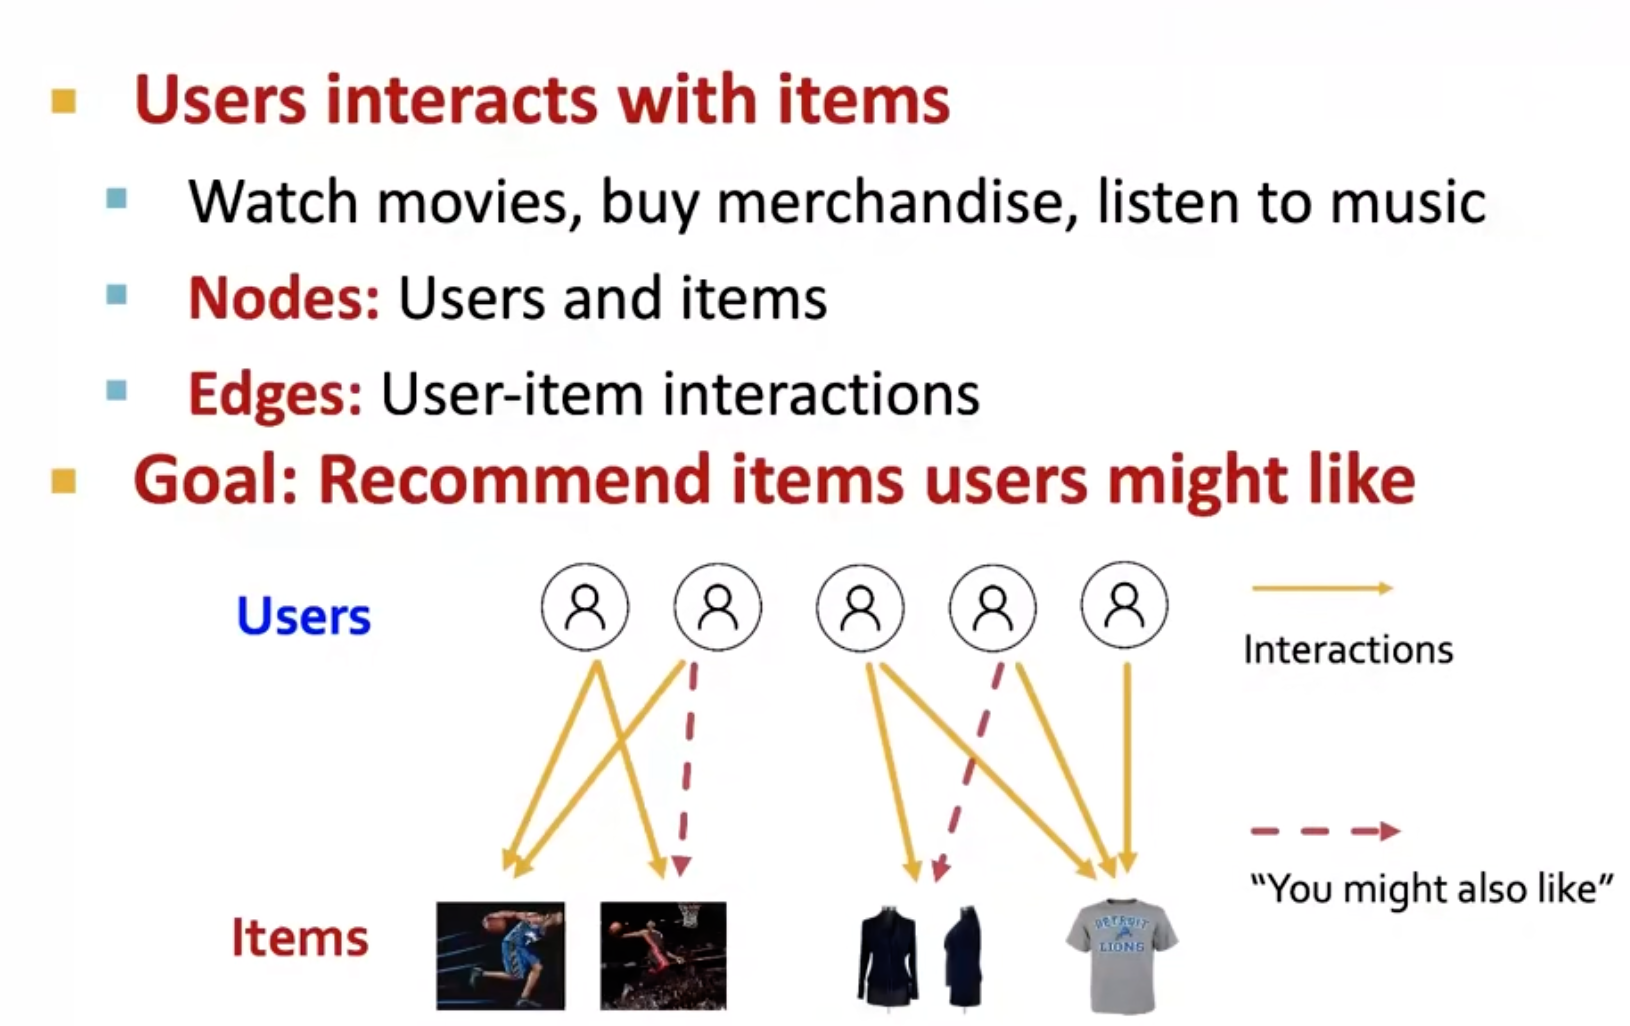 Users interacts with items
Watch movies, buy merchandise, listen to music
Nodes: Users and items
Edges: User-item interactions
Goal: Recommend items users might like
Users
Interactions
"You might also like"
Items
DETROIT
LIONS